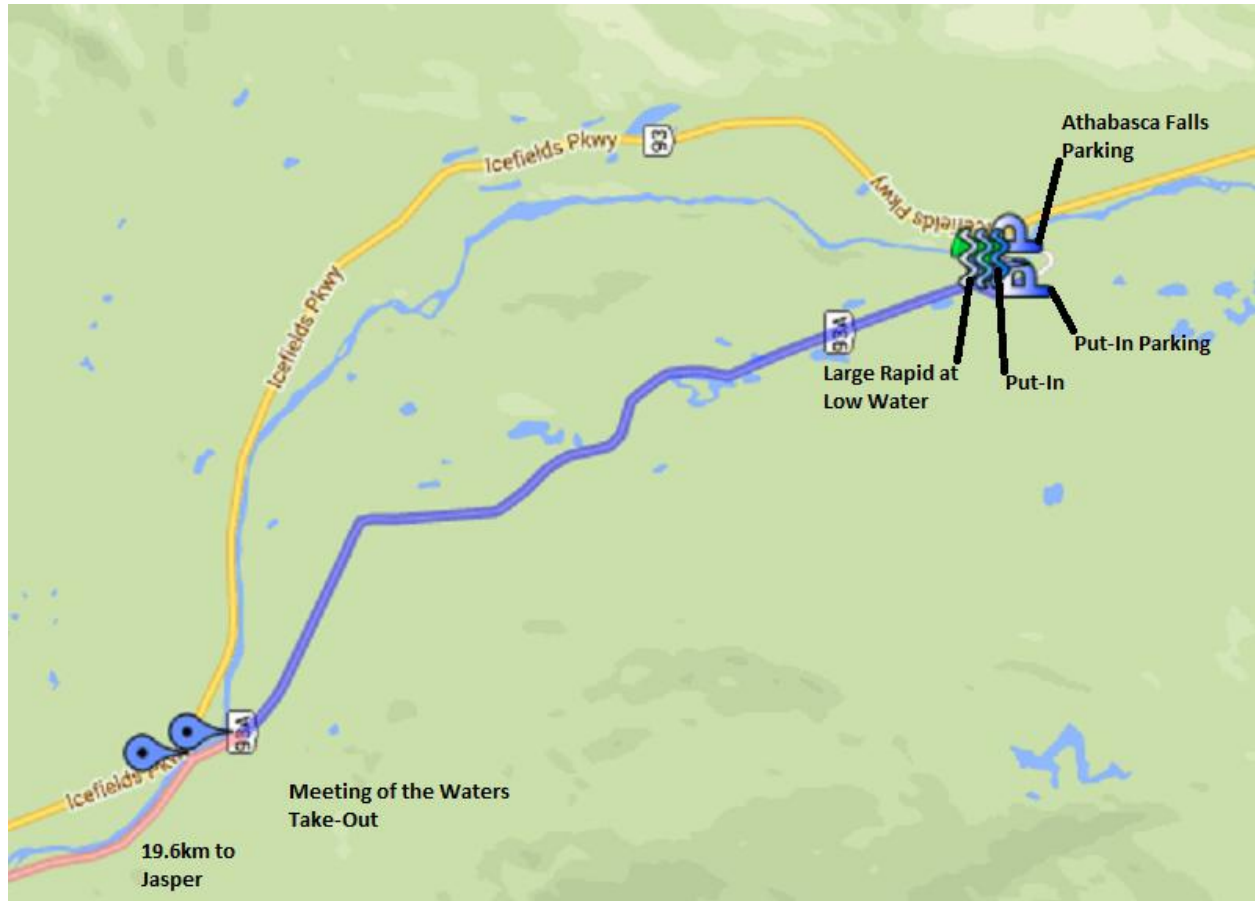 Athabasca Falls
Parking
Icefields Pkwy
93
Icefields Pkwy
Icefields Pkwy
93A
Put-In Parking
Large Rapid at
Low Water
Put-In
93A
Icefields Pkwy
Meeting of the Waters
Take-Out
19.6km to
Jasper